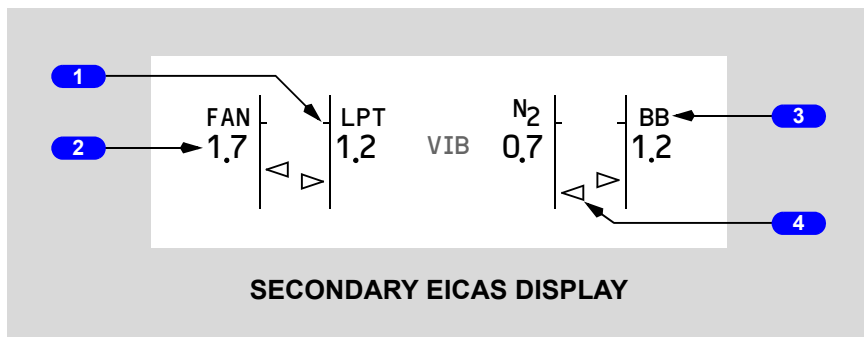 1
FAN LPT N2 BB 3
2 1.7 1.2 VIB 0.7 1.2
4
SECONDARY EICAS DISPLAY